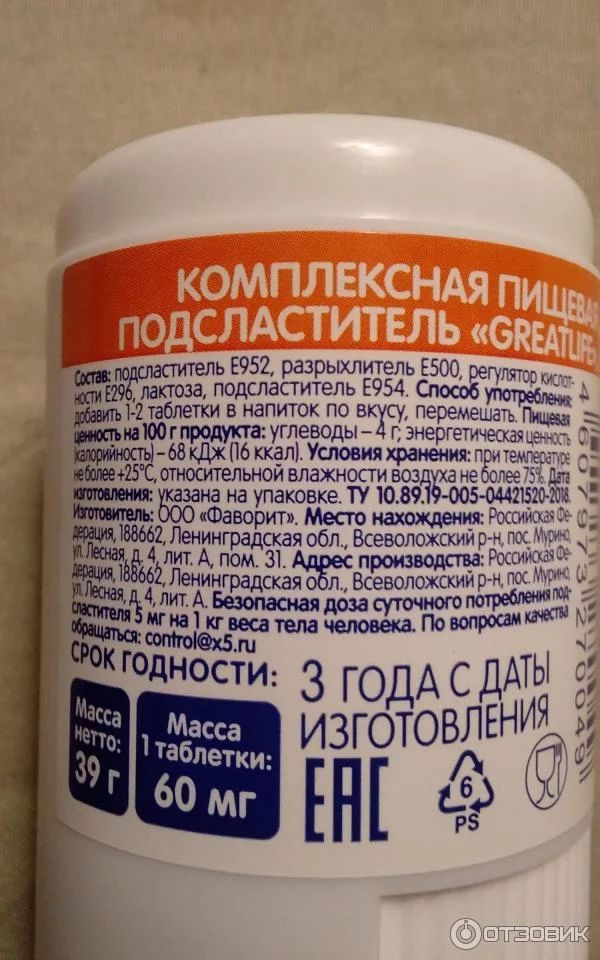 КОМПЛЕКСНАЯ ПИЩЕВАЯ
ПОДСЛАСТИТЕЛЬ «GREATLIFE»
Состав: подсластитель Е952, разрыхлитель Е500, регулятор кислот-
ности Е296, лактоза, подсластитель Е954. Способ употребления:
добавить 1-2 таблетки в напиток по вкусу, перемешать. Пищевая
ценность на 100 г продукта: углеводы – 4 г; энергетическая ценность
(калорийность) – 68 кДж (16 ккал). Условия хранения: при температуре
не более +25°С, относительной влажности воздуха не более 75%. Дата
изготовления: указана на упаковке. ТУ 10.89.19-005-04421520-2018.
Изготовитель: ООО «Фаворит». Место нахождения: Российская Фе-
дерация, 188662, Ленинградская обл., Всеволожский р-н, пос. Мурино,
ул. Лесная, д. 4, лит. А, пом. 31. Адрес производства: Российская Фе-
дерация, 188662, Ленинградская обл., Всеволожский р-н, пос. Мурино,
ул. Лесная, д. 4, лит. А. Безопасная доза суточного потребления под-
сластителя 5 мг на 1 кг веса тела человека. По вопросам качества
обращаться: control@x5.ru
СРОК ГОДНОСТИ: 3 ГОДА С ДАТЫ
ИЗГОТОВЛЕНИЯ
Масса
нетто:
39 г
Масса
1 таблетки:
60 мг
EAC
6
PS
4 607973 270049
ОТЗОВИК